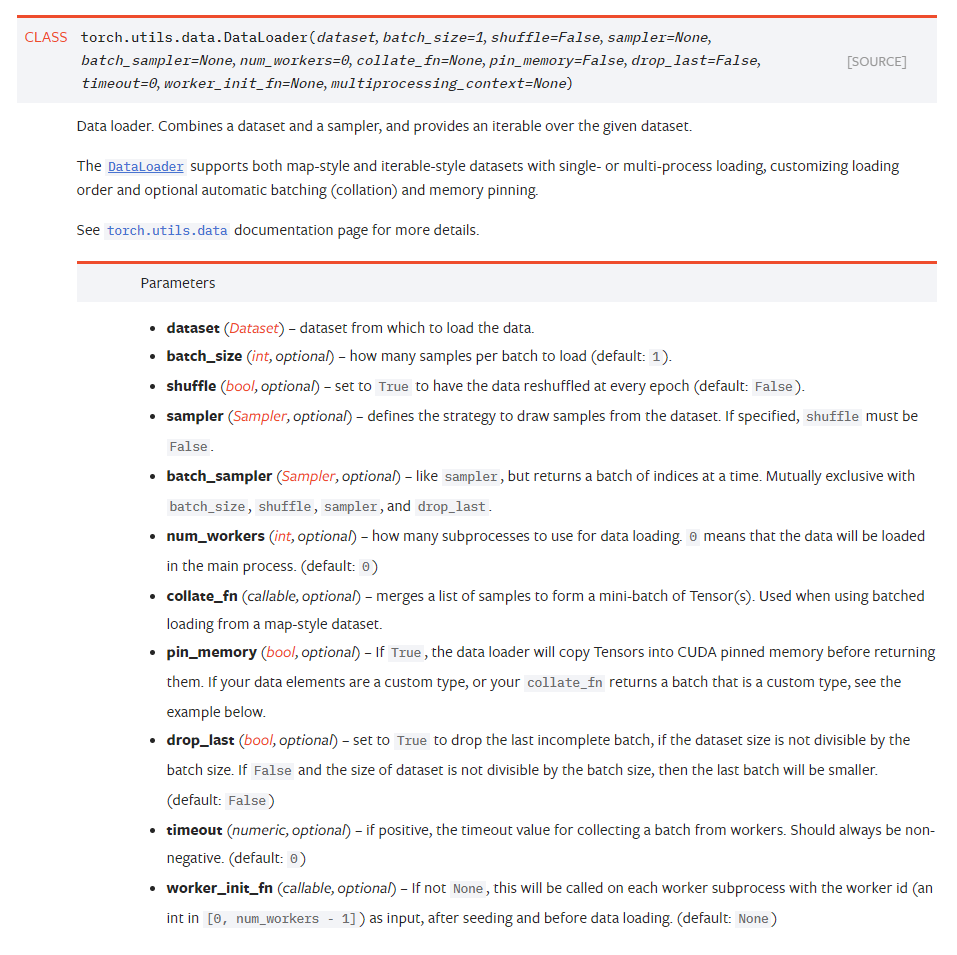 CLASS torch.utils.data.DataLoader(dataset, batch_size=1, shuffle=False, sampler=None,
batch_sampler=None, num_workers=0, collate_fn=None, pin_memory=False, drop_last=False,
[SOURCE]
timeout=0, worker_init_fn=None, multiprocessing_context=None)
Data loader. Combines a dataset and a sampler, and provides an iterable over the given dataset.
The DataLoader supports both map-style and iterable-style datasets with single- or multi-process loading, customizing loading
order and optional automatic batching (collation) and memory pinning.
See torch.utils.data documentation page for more details.
Parameters
• dataset (Dataset) – dataset from which to load the data.
• batch_size (int, optional) – how many samples per batch to load (default: 1).
• shuffle (bool, optional) – set to True to have the data reshuffled at every epoch (default: False).
• sampler (Sampler, optional) – defines the strategy to draw samples from the dataset. If specified, shuffle must be
False.
• batch_sampler (Sampler, optional) – like sampler, but returns a batch of indices at a time. Mutually exclusive with
batch_size, shuffle, sampler, and drop_last.
• num_workers (int, optional) – how many subprocesses to use for data loading. 0 means that the data will be loaded
in the main process. (default: 0)
• collate_fn (callable, optional) – merges a list of samples to form a mini-batch of Tensor(s). Used when using batched
loading from a map-style dataset.
• pin_memory (bool, optional) – If True, the data loader will copy Tensors into CUDA pinned memory before returning
them. If your data elements are a custom type, or your collate_fn returns a batch that is a custom type, see the
example below.
• drop_last (bool, optional) – set to True to drop the last incomplete batch, if the dataset size is not divisible by the
batch size. If False and the size of dataset is not divisible by the batch size, then the last batch will be smaller.
(default: False)
• timeout (numeric, optional) – if positive, the timeout value for collecting a batch from workers. Should always be non-
negative. (default: 0)
• worker_init_fn (callable, optional) – If not None, this will be called on each worker subprocess with the worker id (an
int in [0, num_workers - 1]) as input, after seeding and before data loading. (default: None)